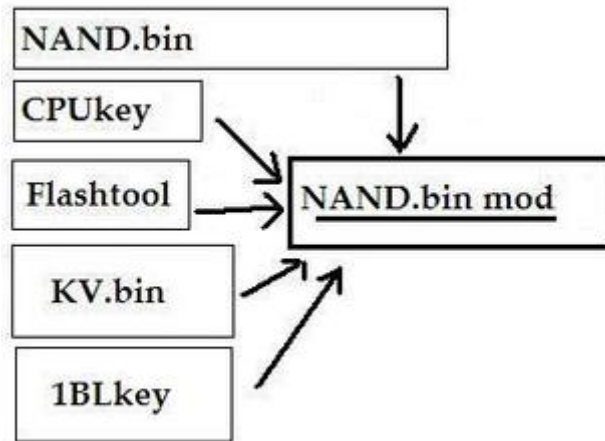 NAND.bin
CPUkey
Flashtool
NAND.bin mod
KV.bin
1BLkey